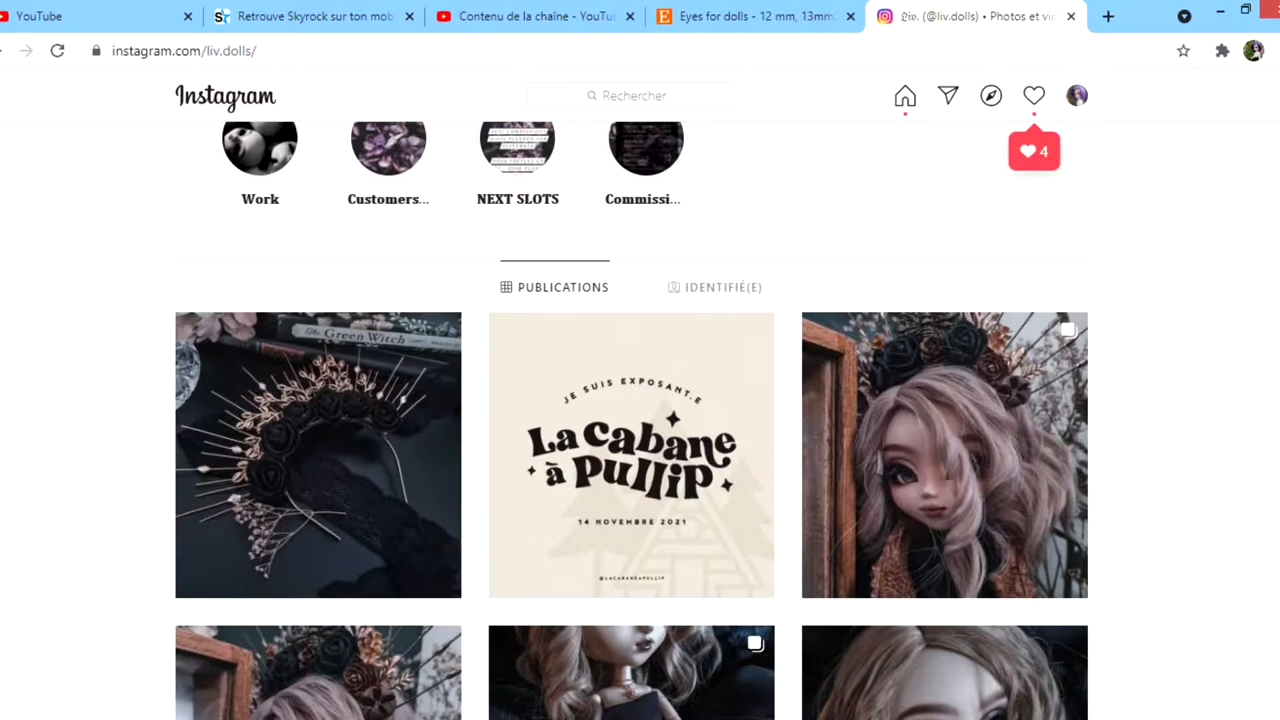 YouTube
Retrouve Skyrock sur ton mob
Contenu de la chaîne - YouTu
Eyes for dolls - 12 mm, 13mm
Liv. (@liv.dolls) • Photos et vi
instagram.com/liv.dolls/
Instagram
Rechercher
4
Work
Customers...
NEXT SLOTS
Commissi...
PUBLICATIONS
IDENTIFIÉ(E)
The Green Witch
JE SUIS EXPOSANT.E
La Cabane
à Pullip
14 NOVEMBRE 2021
@LACABANEAPULLIP